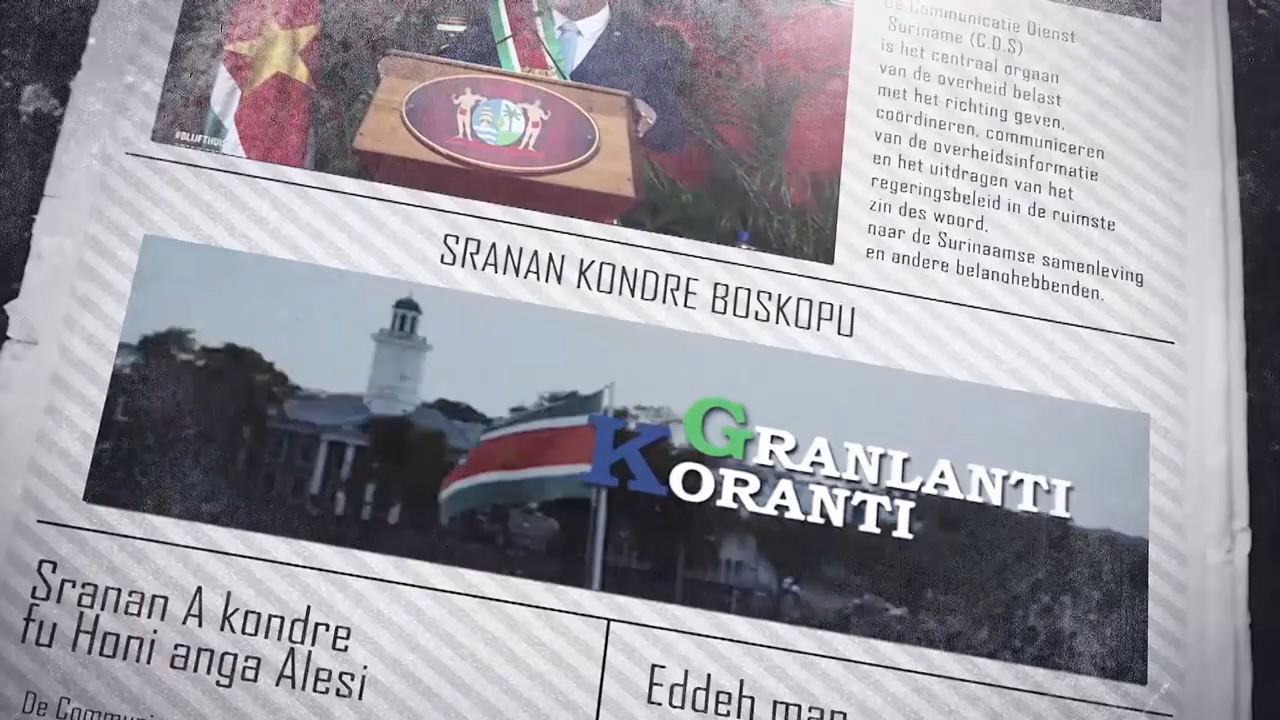 De Communicatie Dienst
Suriname (C.D.S)
is het centraal orgaan
van de overheid belast
met het richting geven,
coördineren, communiceren
van de overheidsinformatie
en het uitdragen van het
regeringsbeleid in de ruimste
zin des woord,
naar de Surinaamse samenleving
en andere belanghebbenden.
SRANAN KONDRE BOSKOPU
GRANLANTI
KORANTI
Sranan A kondre
fu Honi anga Alesi
De
Eddeh man